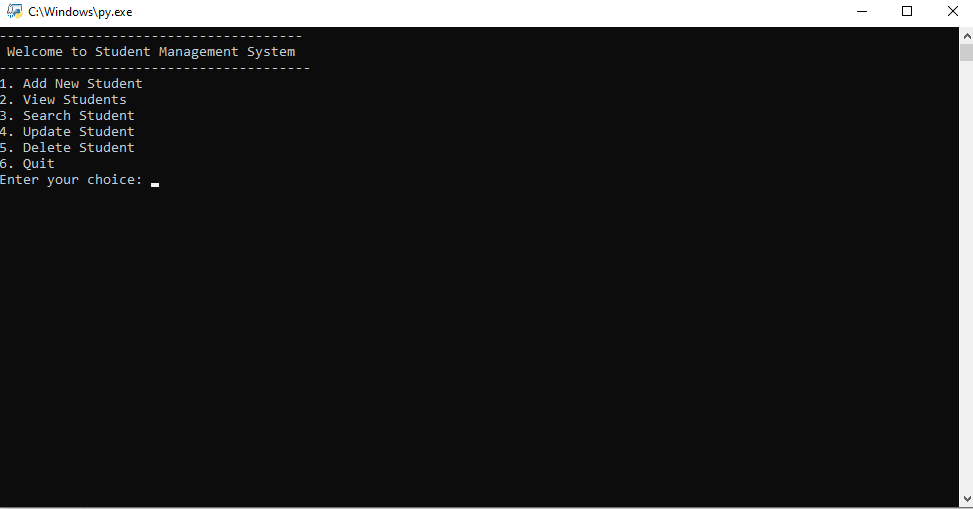 C:\Windows\py.exe
--------------------------------------
Welcome to Student Management System
---------------------------------------
1. Add New Student
2. View Students
3. Search Student
4. Update Student
5. Delete Student
6. Quit
Enter your choice: